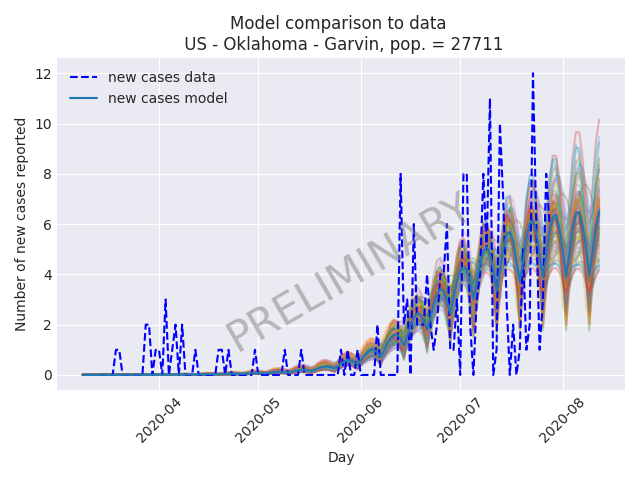 Model comparison to data
US - Oklahoma - Garvin, pop. = 27711
new cases data
new cases model
PRELIMINARY
Number of new cases reported
12
10
8
6
4
2
0
2020-04
2020-05
2020-06
2020-07
2020-08
Day